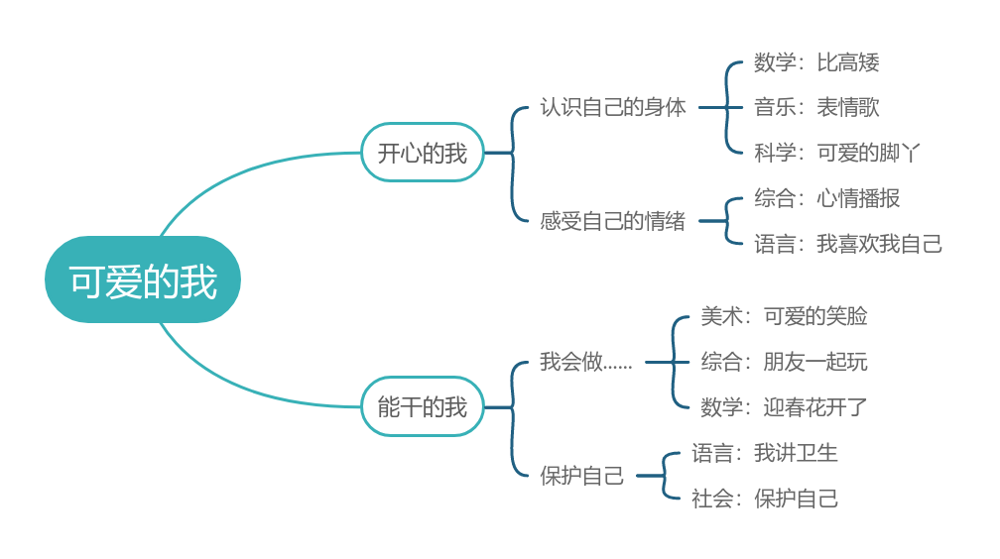 可爱的我
开心的我
认识自己的身体
数学：比高矮
音乐：表情歌
科学：可爱的脚丫
感受自己的情绪
综合：心情播报
语言：我喜欢我自己
能干的我
我会做......
美术：可爱的笑脸
综合：朋友一起玩
数学：迎春花开了
保护自己
语言：我讲卫生
社会：保护自己